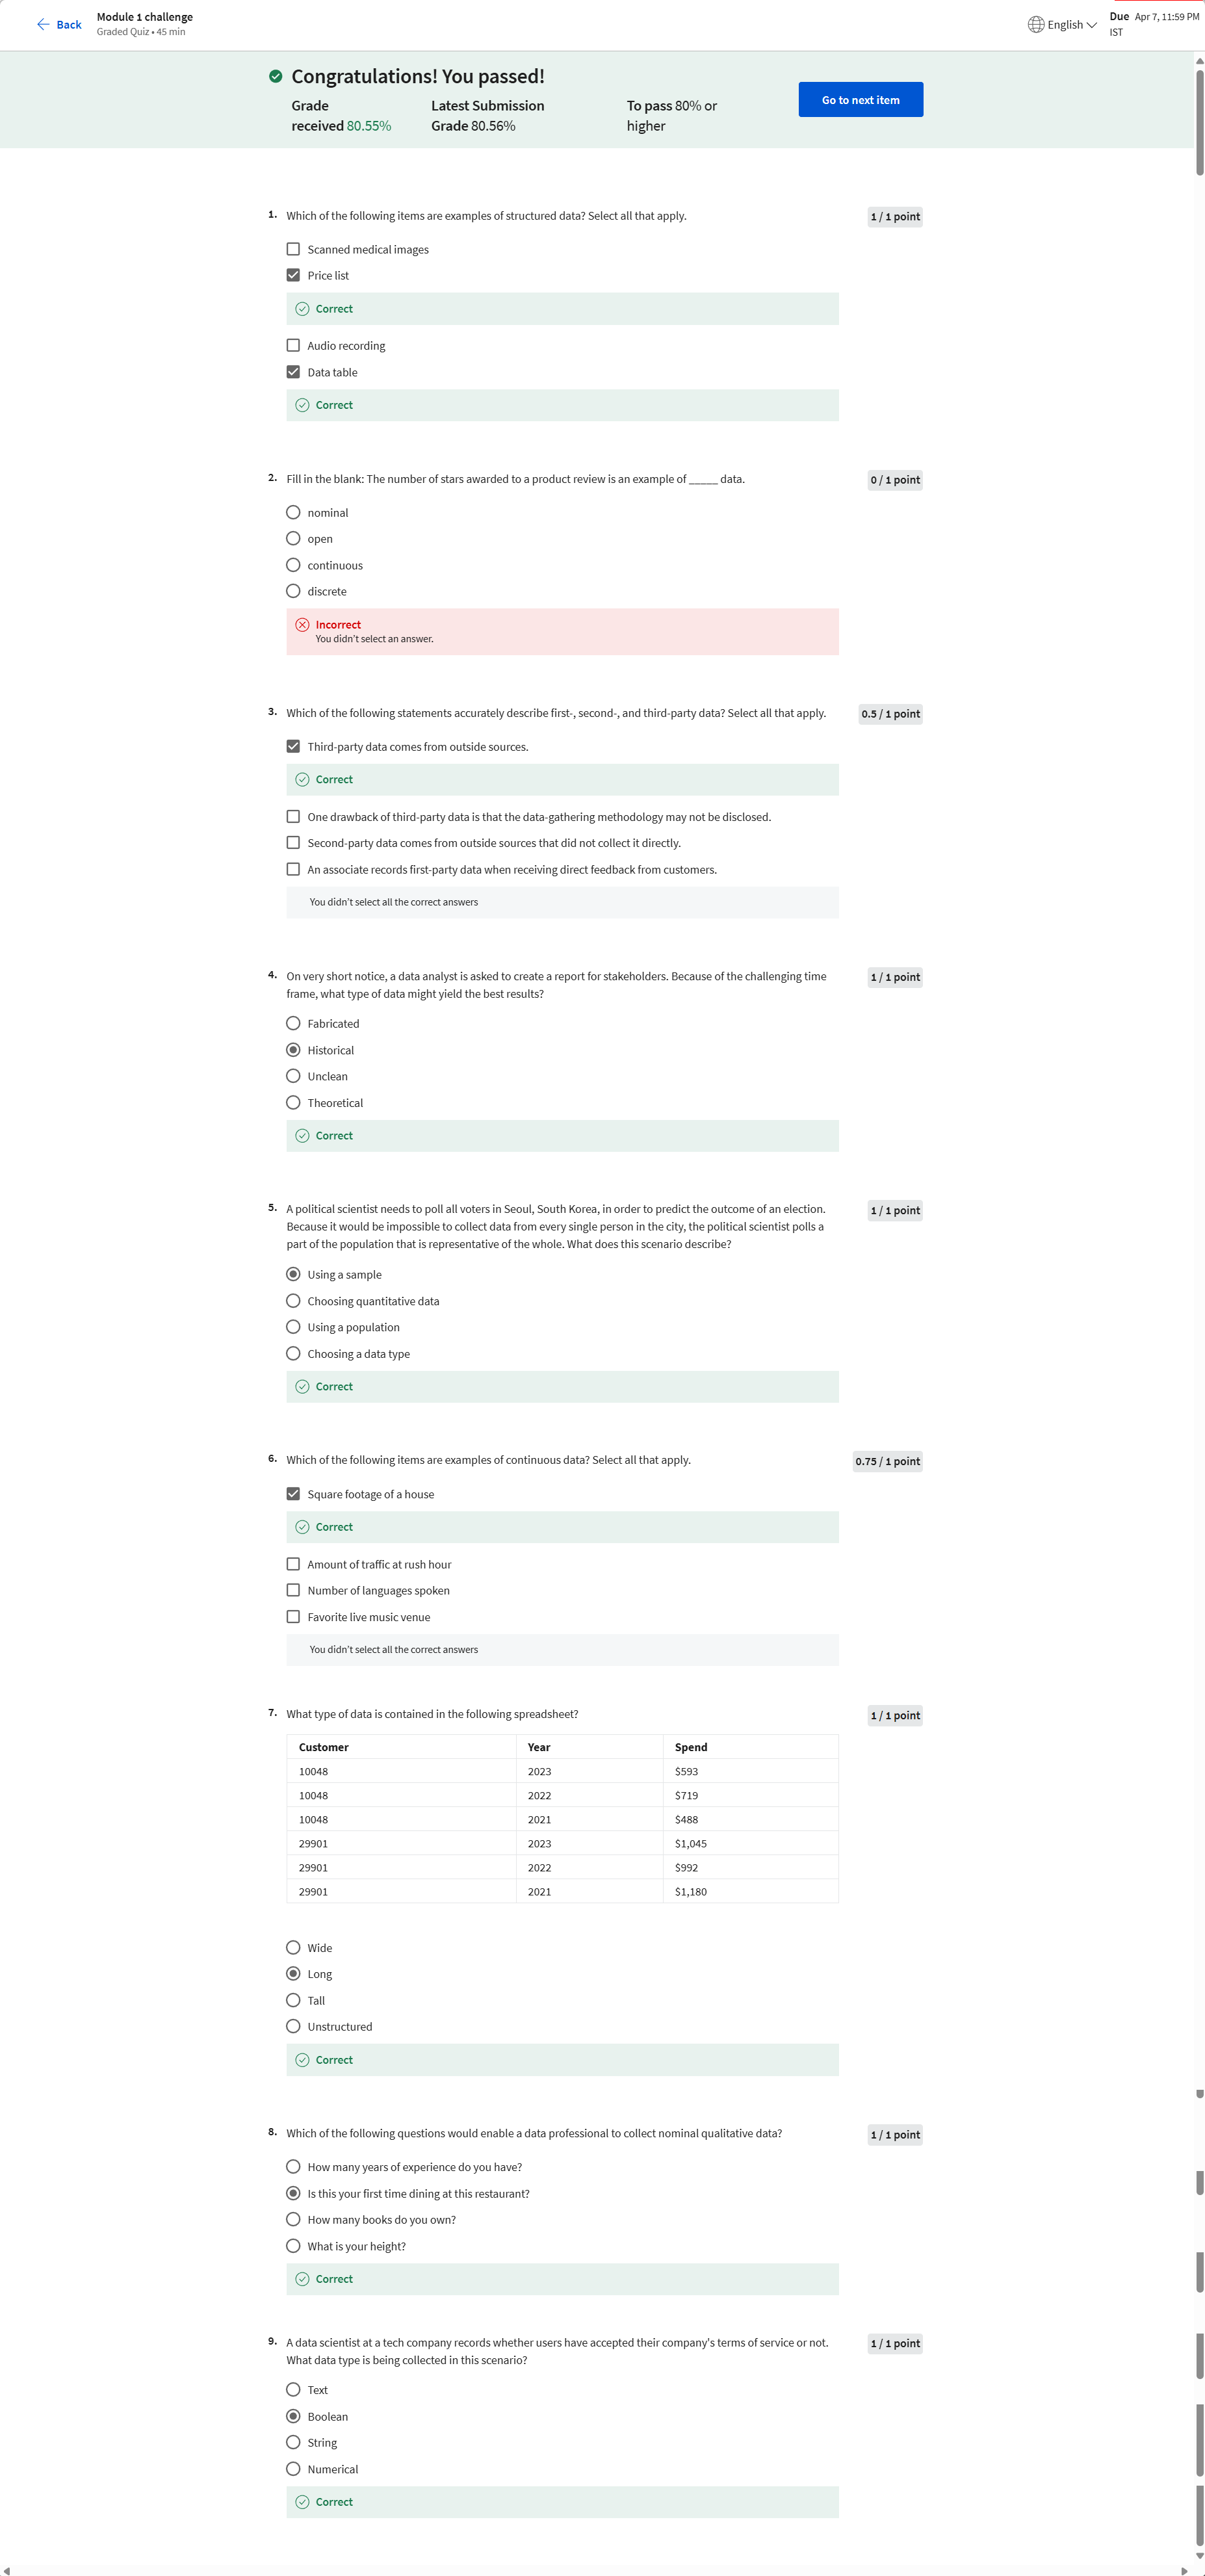 Back
Module 1 challenge
Graded Quiz • 45 min
English
Due Apr 7, 11:59 PM
IST
Congratulations! You passed!
Grade
received 80.55%
Latest Submission
Grade 80.56%
To pass 80% or
higher
Go to next item
1. Which of the following items are examples of structured data? Select all that apply.
1 / 1 point
Scanned medical images
Price list
Correct
Audio recording
Data table
Correct
2. Fill in the blank: The number of stars awarded to a product review is an example of _____ data.
0 / 1 point
nominal
open
continuous
discrete
Incorrect
You didn't select an answer.
3. Which of the following statements accurately describe first-, second-, and third-party data? Select all that apply.
0.5 / 1 point
Third-party data comes from outside sources.
Correct
One drawback of third-party data is that the data-gathering methodology may not be disclosed.
Second-party data comes from outside sources that did not collect it directly.
An associate records first-party data when receiving direct feedback from customers.
You didn't select all the correct answers
4. On very short notice, a data analyst is asked to create a report for stakeholders. Because of the challenging time
frame, what type of data might yield the best results?
1 / 1 point
Fabricated
Historical
Unclean
Theoretical
Correct
5. A political scientist needs to poll all voters in Seoul, South Korea, in order to predict the outcome of an election.
Because it would be impossible to collect data from every single person in the city, the political scientist polls a
part of the population that is representative of the whole. What does this scenario describe?
1 / 1 point
Using a sample
Choosing quantitative data
Using a population
Choosing a data type
Correct
6. Which of the following items are examples of continuous data? Select all that apply.
0.75 / 1 point
Square footage of a house
Correct
Amount of traffic at rush hour
Number of languages spoken
Favorite live music venue
You didn't select all the correct answers
7. What type of data is contained in the following spreadsheet?
1 / 1 point
Customer Year Spend
10048 2023 $593
10048 2022 $719
10048 2021 $488
29901 2023 $1,045
29901 2022 $992
29901 2021 $1,180
Wide
Long
Tall
Unstructured
Correct
8. Which of the following questions would enable a data professional to collect nominal qualitative data?
1 / 1 point
How many years of experience do you have?
Is this your first time dining at this restaurant?
How many books do you own?
What is your height?
Correct
9. A data scientist at a tech company records whether users have accepted their company's terms of service or not.
What data type is being collected in this scenario?
1 / 1 point
Text
Boolean
String
Numerical
Correct